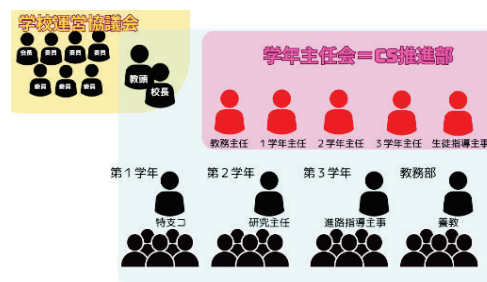 学校運営協議会
会長 委員 委員 委員
委員 委員 委員
教頭
校長
学年主任会＝CS推進部
教務主任 1学年主任 2学年主任 3学年主任 生徒指導主事
第1学年 第2学年 第3学年 教務部
特支コ 研究主任 進路指導主事 養教